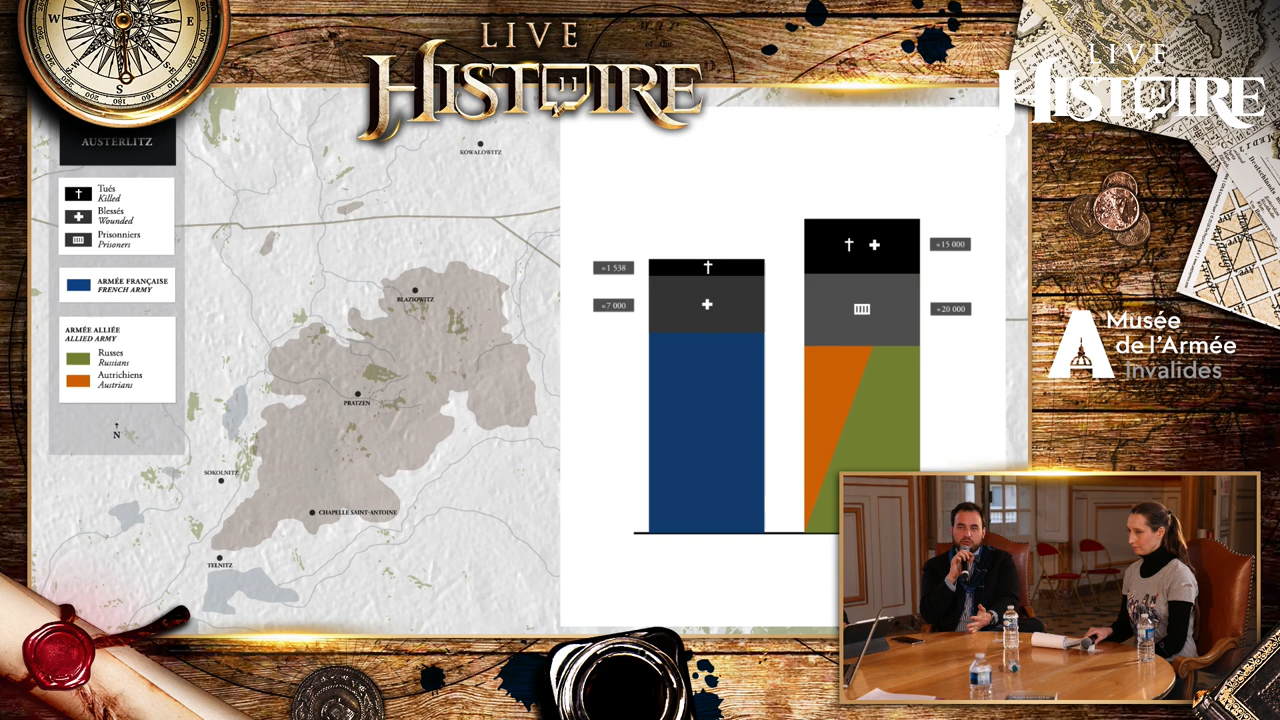 LIVE
HISTOIRE
LIVE
HISTOIRE
W
E
S
AUSTERLITZ
Tués
Killed
Blessés
Wounded
Prisonniers
Prisoners
ARMÉE FRANÇAISE
FRENCH ARMY
ARMÉE ALLIÉE
ALLIED ARMY
Russes
Russians
Autrichiens
Austrians
N
KOWALOWITZ
BLAZIOWITZ
PRATZEN
SOKOLNITZ
CHAPELLE SAINT-ANTOINE
TELNITZ
≈1 538
≈7 000
≈15 000
≈20 000
Musée
de l'Armée
Invalides